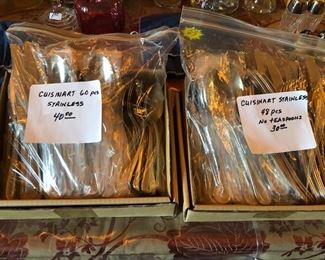 CUISINART 60 pcs
STAINLESS
40.00
CUISINART STAINLESS
48 pcs
NO TEASPOONS
30.00